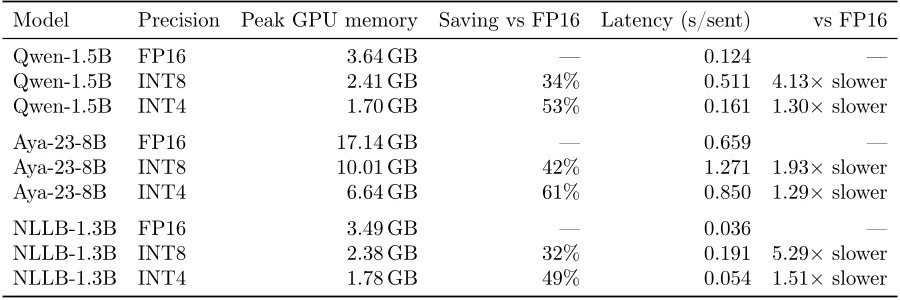 Model Precision Peak GPU memory Saving vs FP16 Latency (s/sent) vs FP16
Qwen-1.5B FP16 3.64 GB — 0.124 —
Qwen-1.5B INT8 2.41 GB 34% 0.511 4.13× slower
Qwen-1.5B INT4 1.70 GB 53% 0.161 1.30× slower
Aya-23-8B FP16 17.14 GB — 0.659 —
Aya-23-8B INT8 10.01 GB 42% 1.271 1.93× slower
Aya-23-8B INT4 6.64 GB 61% 0.850 1.29× slower
NLLB-1.3B FP16 3.49 GB — 0.036 —
NLLB-1.3B INT8 2.38 GB 32% 0.191 5.29× slower
NLLB-1.3B INT4 1.78 GB 49% 0.054 1.51× slower